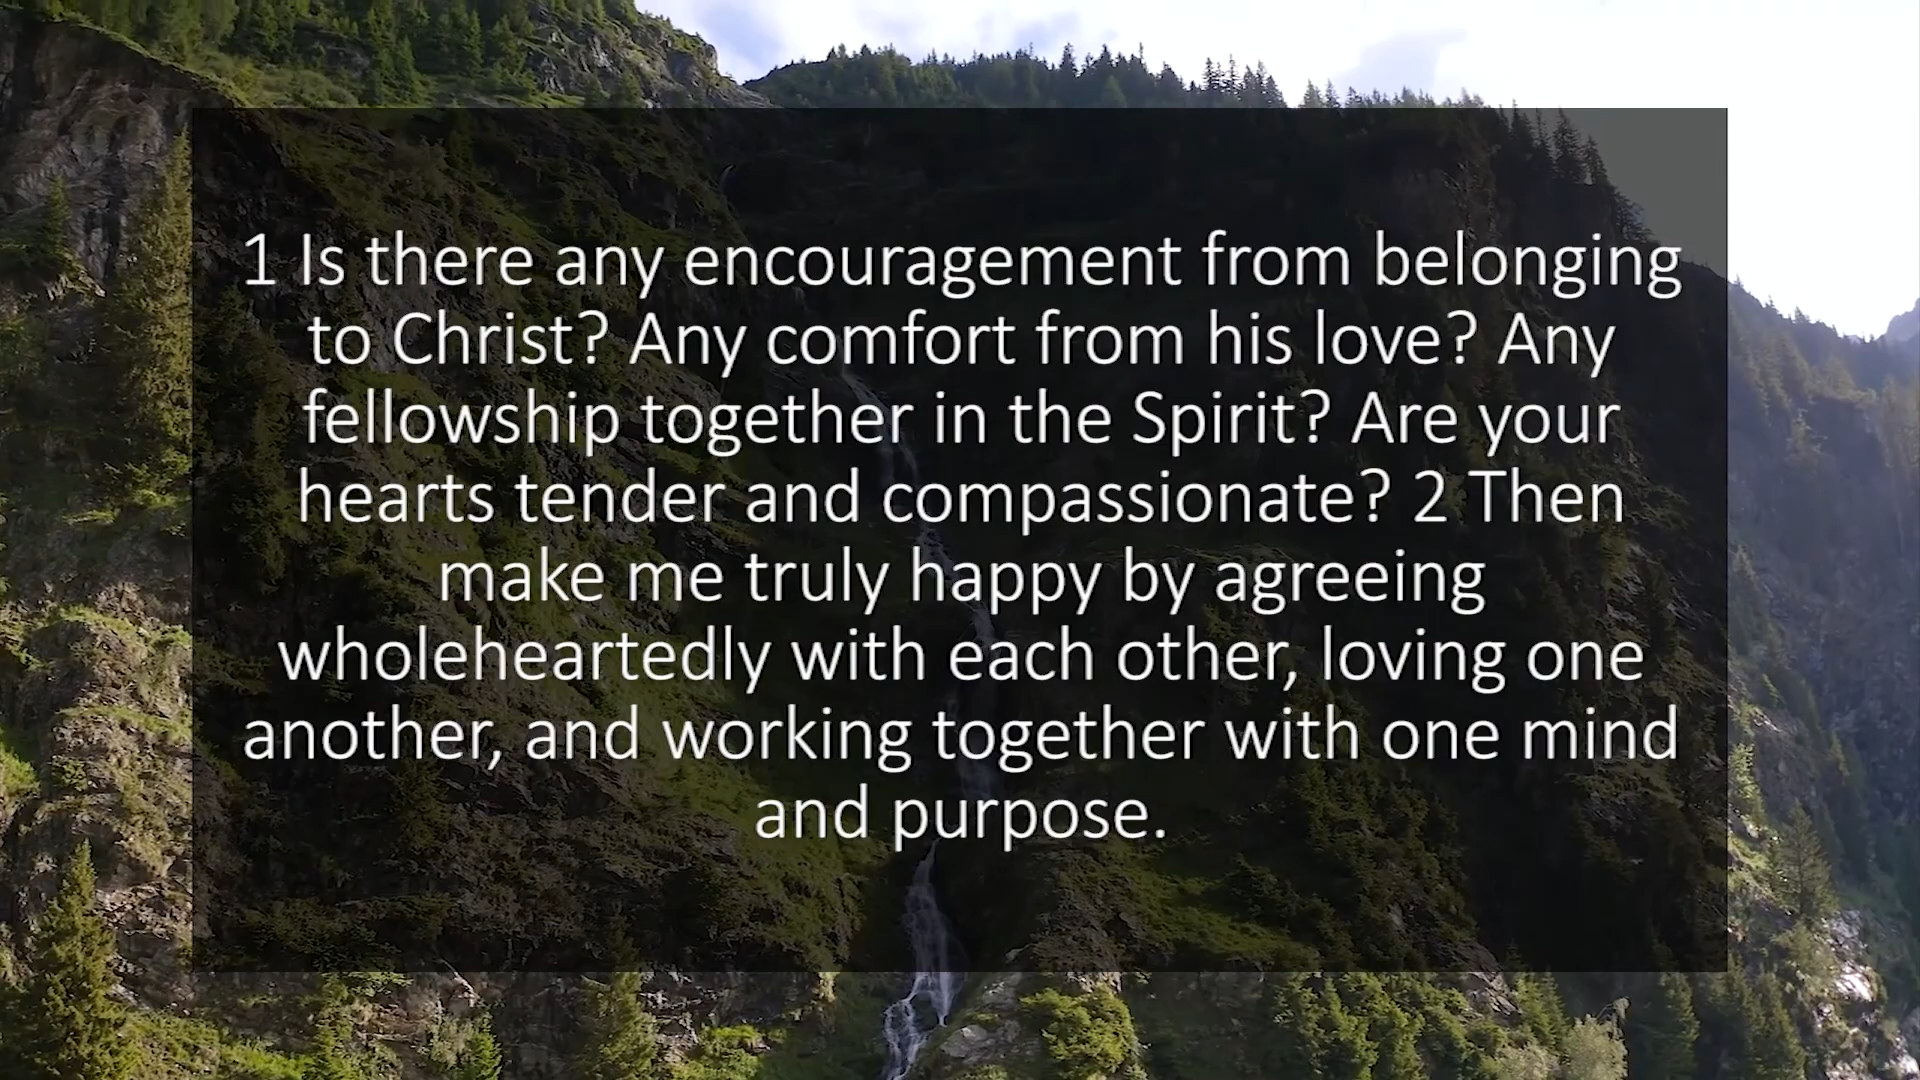 1 Is there any encouragement from belonging
to Christ? Any comfort from his love? Any
fellowship together in the Spirit? Are your
hearts tender and compassionate? 2 Then
make me truly happy by agreeing
wholeheartedly with each other, loving one
another, and working together with one mind
and purpose.